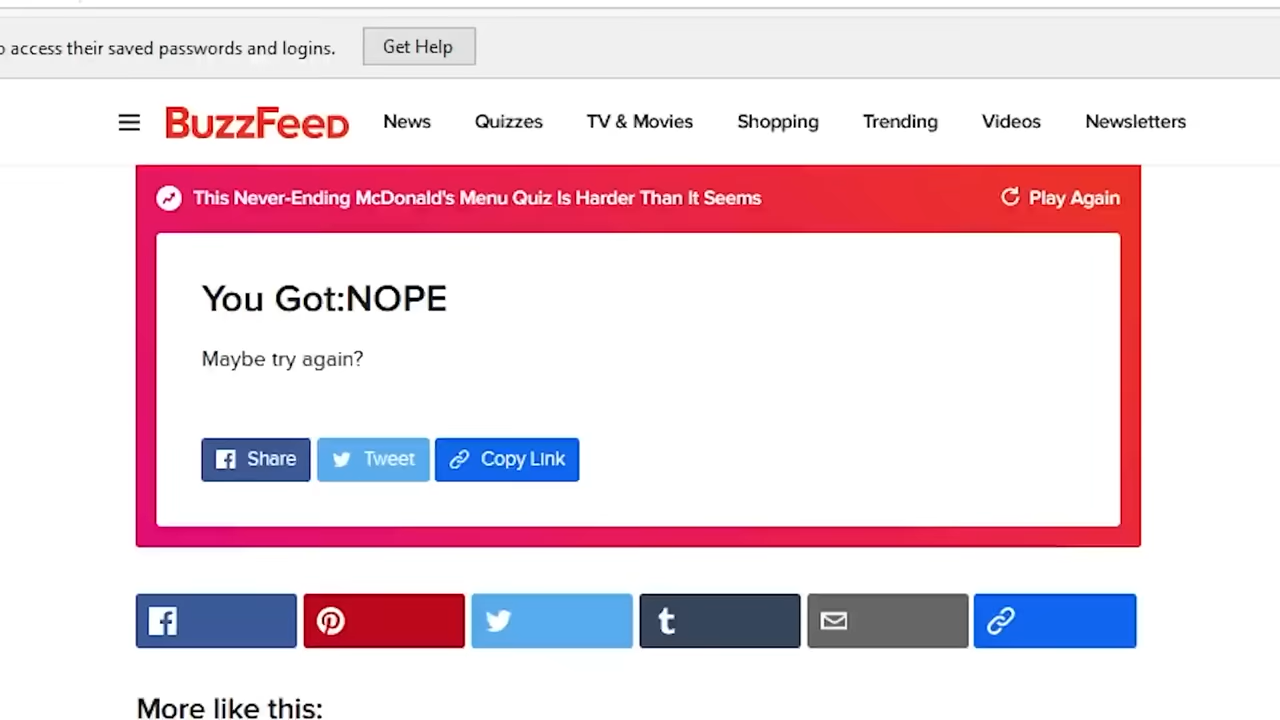 access their saved passwords and logins. Get Help
BuzzFeed News Quizzes TV & Movies Shopping Trending Videos Newsletters
This Never-Ending McDonald's Menu Quiz Is Harder Than It Seems Play Again
You Got:NOPE
Maybe try again?
Share Tweet Copy Link
More like this: